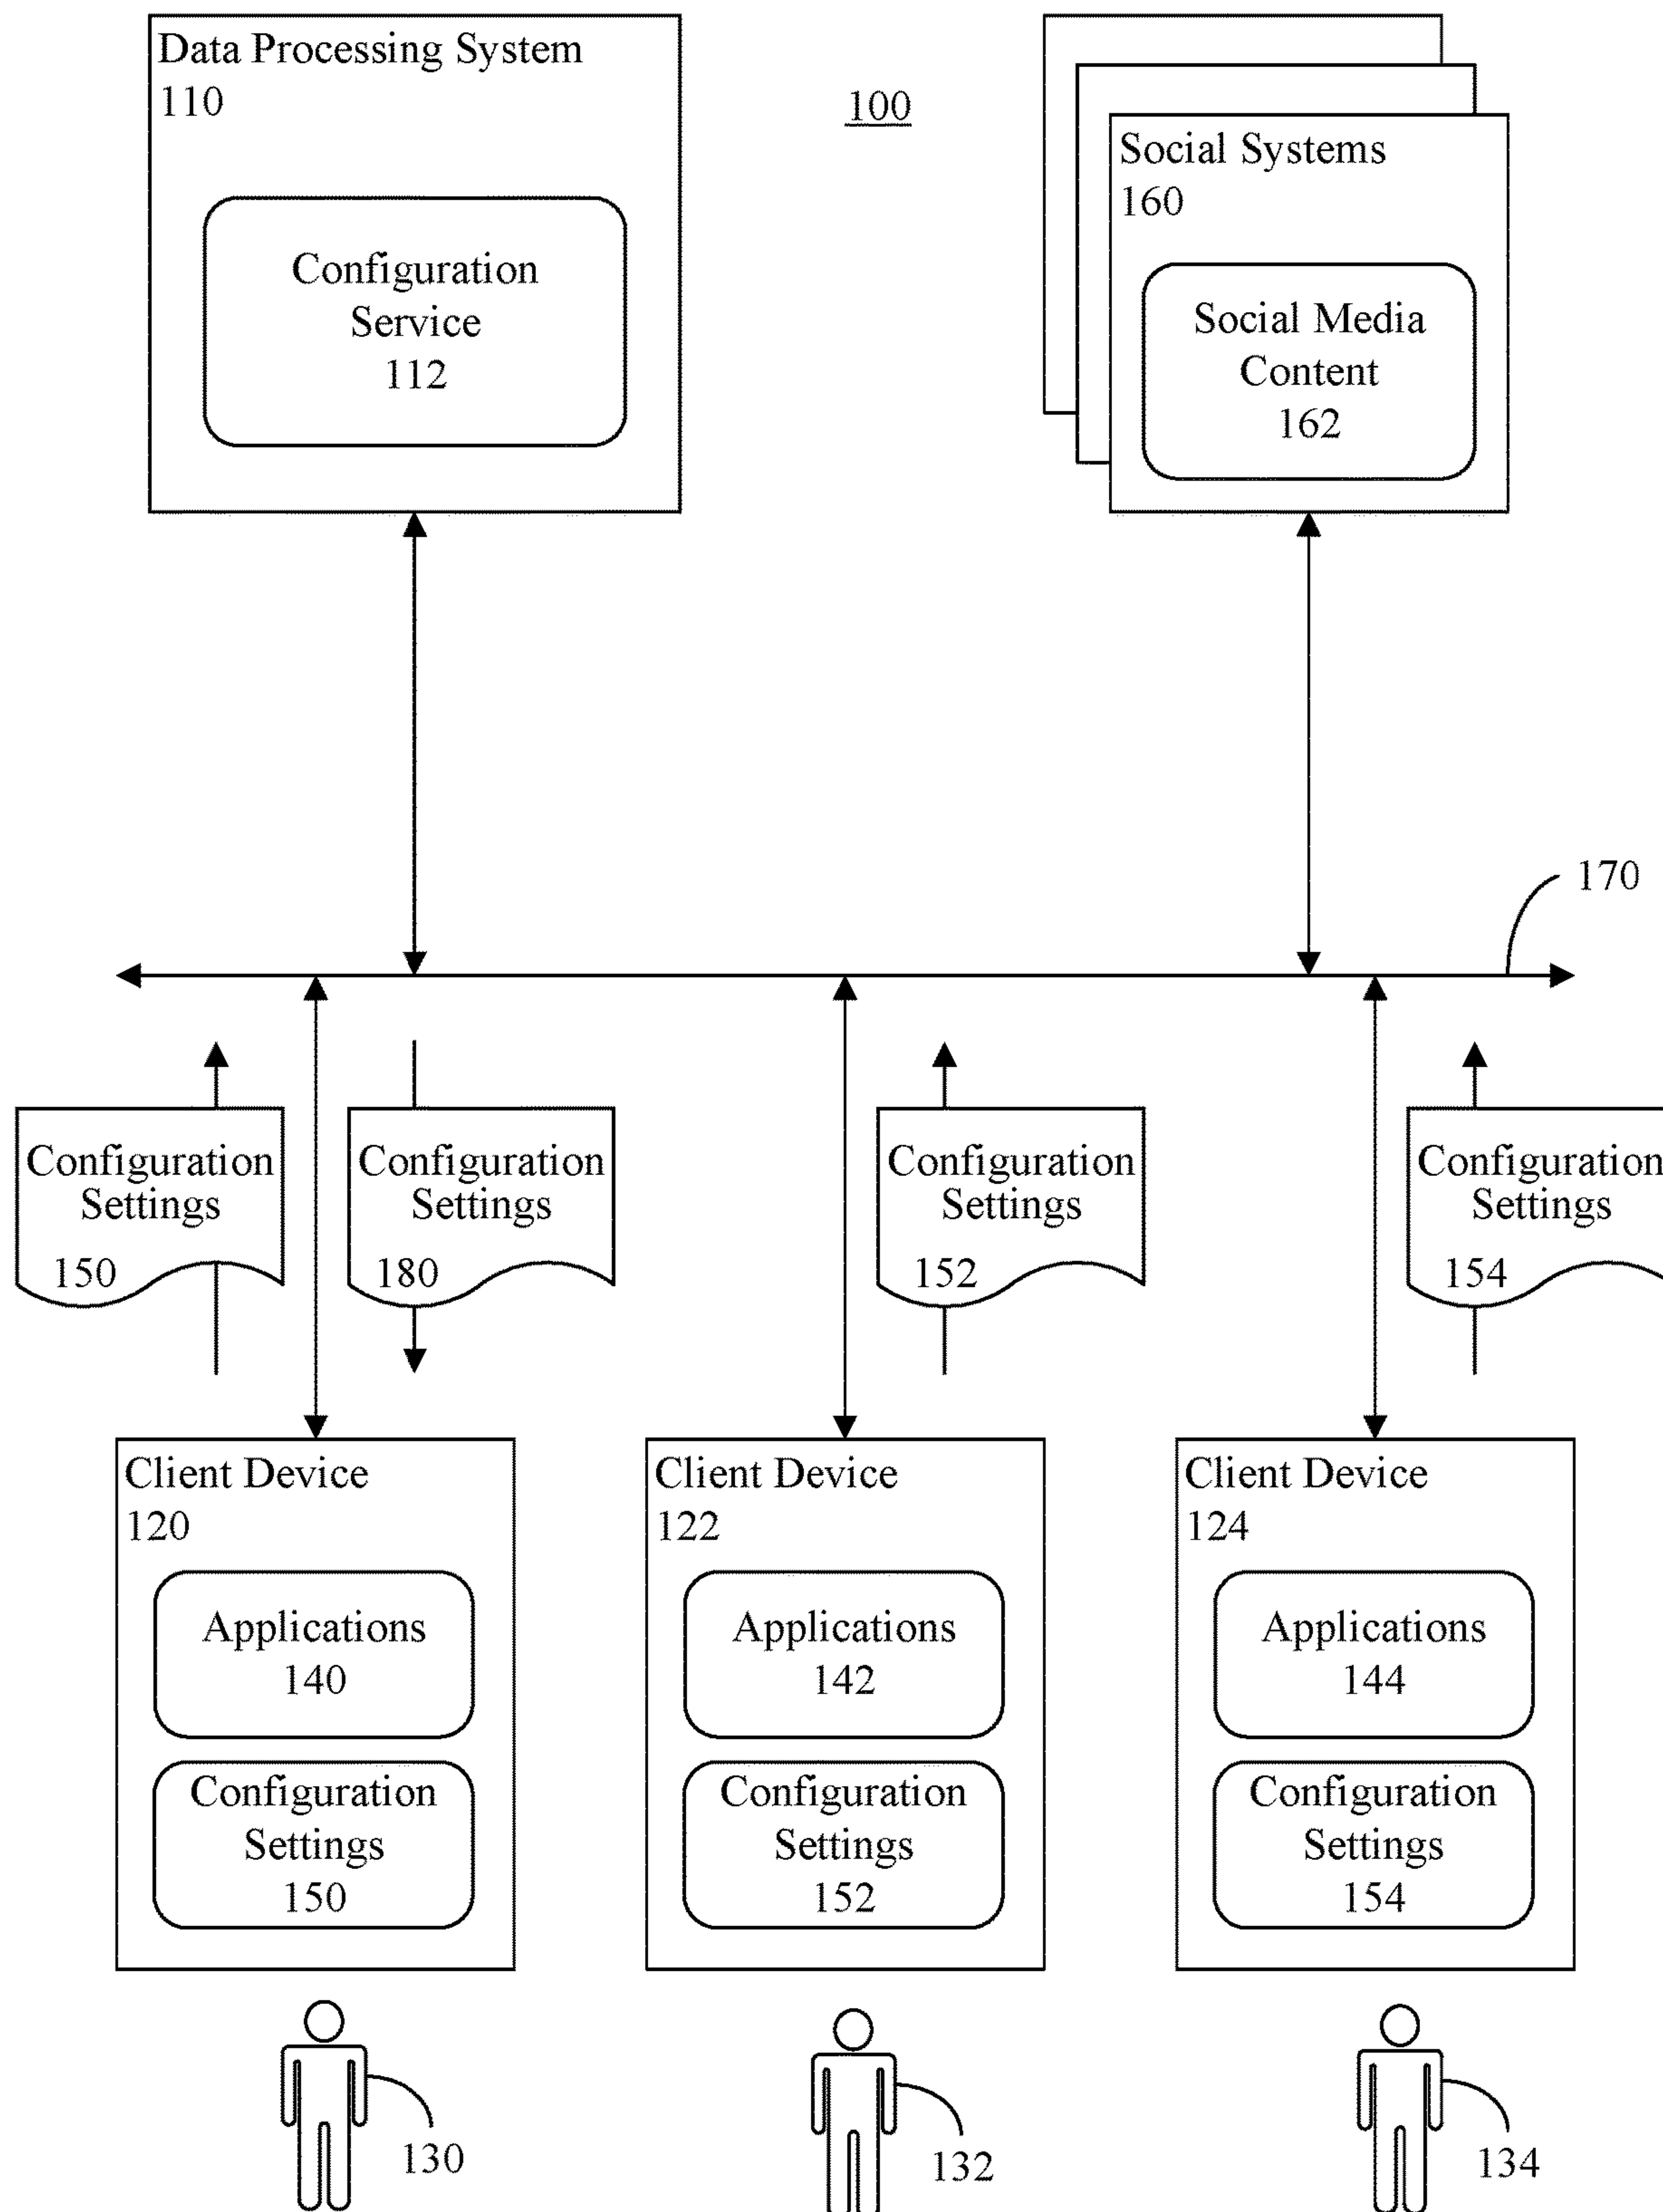 Data Processing System
110
Configuration
Service
112
100
Social Systems
160
Social Media
Content
162
170
Configuration
Settings
150
Configuration
Settings
180
Configuration
Settings
152
Configuration
Settings
154
Client Device
120
Applications
140
Configuration
Settings
150
Client Device
122
Applications
142
Configuration
Settings
152
Client Device
124
Applications
144
Configuration
Settings
154
130
132
134